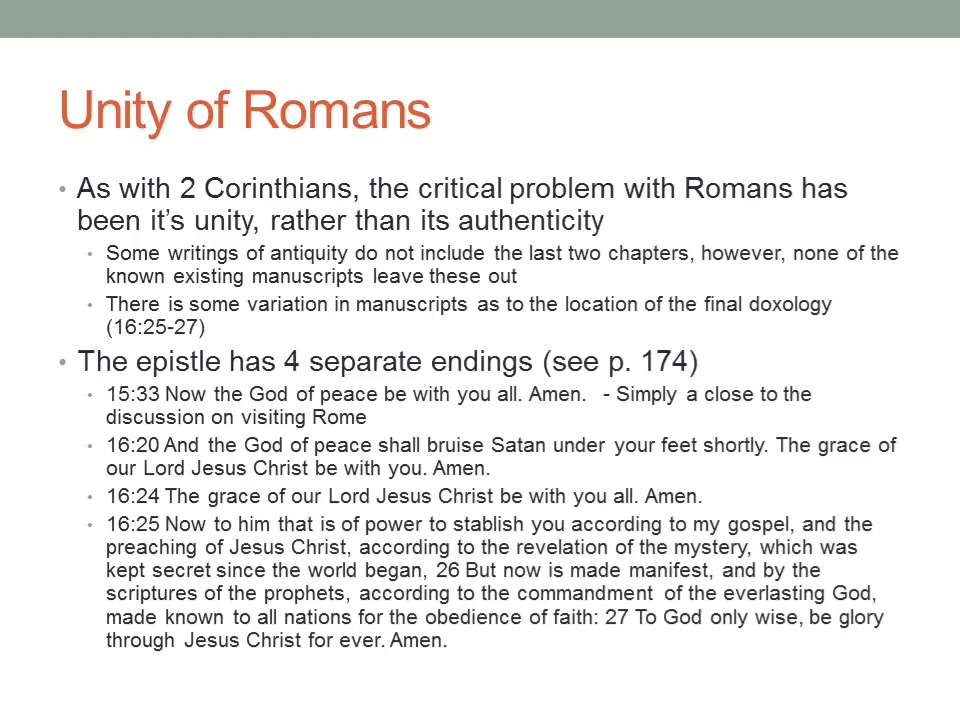 Unity of Romans
• As with 2 Corinthians, the critical problem with Romans has
been it's unity, rather than its authenticity
• Some writings of antiquity do not include the last two chapters, however, none of the
known existing manuscripts leave these out
• There is some variation in manuscripts as to the location of the final doxology
(16:25-27)
• The epistle has 4 separate endings (see p. 174)
• 15:33 Now the God of peace be with you all. Amen. - Simply a close to the
discussion on visiting Rome
• 16:20 And the God of peace shall bruise Satan under your feet shortly. The grace of
our Lord Jesus Christ be with you. Amen.
• 16:24 The grace of our Lord Jesus Christ be with you all. Amen.
• 16:25 Now to him that is of power to stablish you according to my gospel, and the
preaching of Jesus Christ, according to the revelation of the mystery, which was
kept secret since the world began, 26 But now is made manifest, and by the
scriptures of the prophets, according to the commandment of the everlasting God,
made known to all nations for the obedience of faith: 27 To God only wise, be glory
through Jesus Christ for ever. Amen.